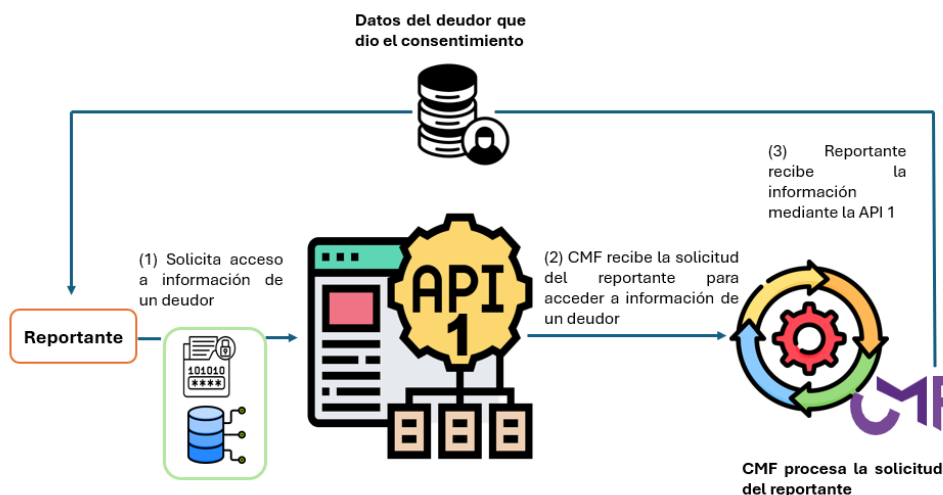 Datos del deudor que
dio el consentimiento
(3) Reportante
recibe la
información
mediante la API 1
(1) Solicita acceso
a información de
un deudor
(2) CMF recibe la solicitud
del reportante para
acceder a información de
un deudor
API
1
Reportante
101010
****
CMF
CMF procesa la solicitud
del reportante